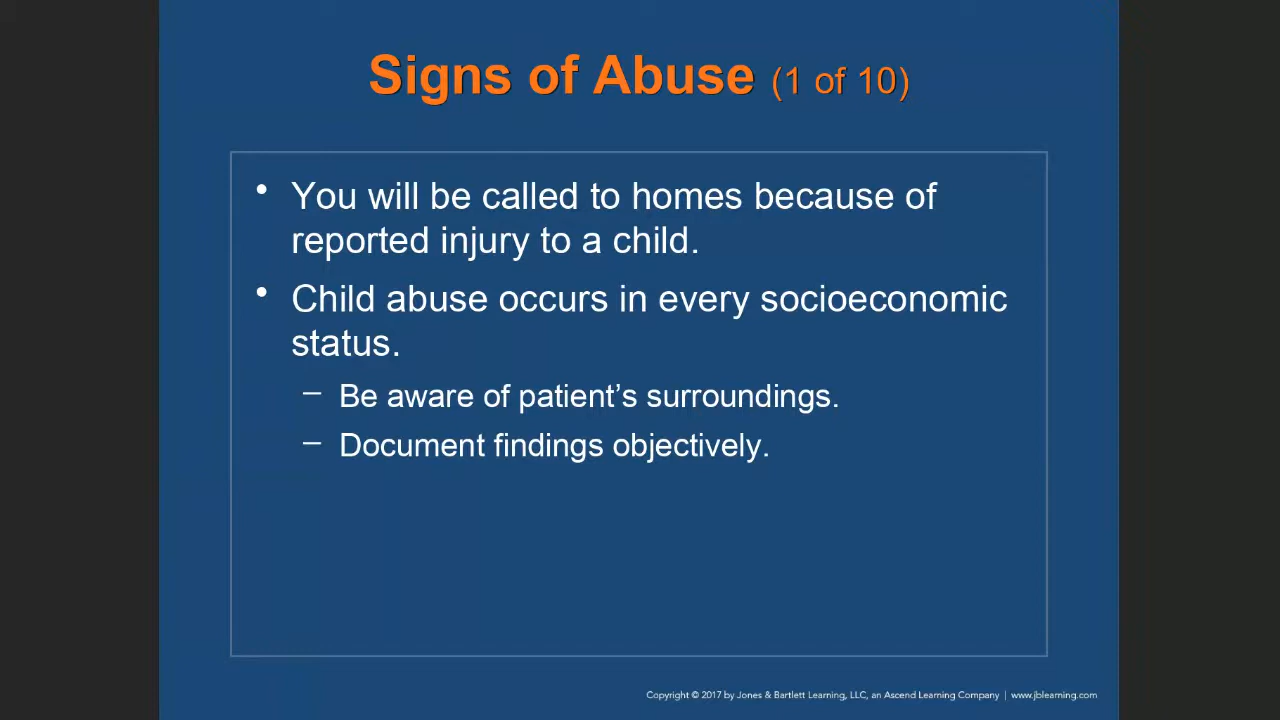 Signs of Abuse (1 of 10)
• You will be called to homes because of
reported injury to a child.
• Child abuse occurs in every socioeconomic
status.
– Be aware of patient’s surroundings.
– Document findings objectively.
Copyright © 2017 by Jones & Bartlett Learning, LLC, an Ascend Learning Company | www.jblearning.com